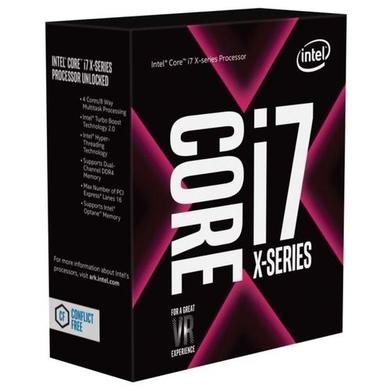 INTEL® CORE™ i7 X-SERIES
PROCESSOR UNLOCKED
• 4 Cores/8 Way
Multitask Processing
• Intel® Turbo Boost
Technology 2.0
• Intel® Hyper-
Threading
Technology
• Supports Dual-
Channel DDR4
Memory
• Max Number of PCI
Express® Lanes 16
• Supports Intel®
Optane™ Memory
For more information about Intel's
processors, visit ark.intel.com
CF CONFLICT
FREE
Intel® Core™ i7 X-series Processor
intel®
CORE
i7
X-SERIES
FOR A GREAT
VR
EXPERIENCE